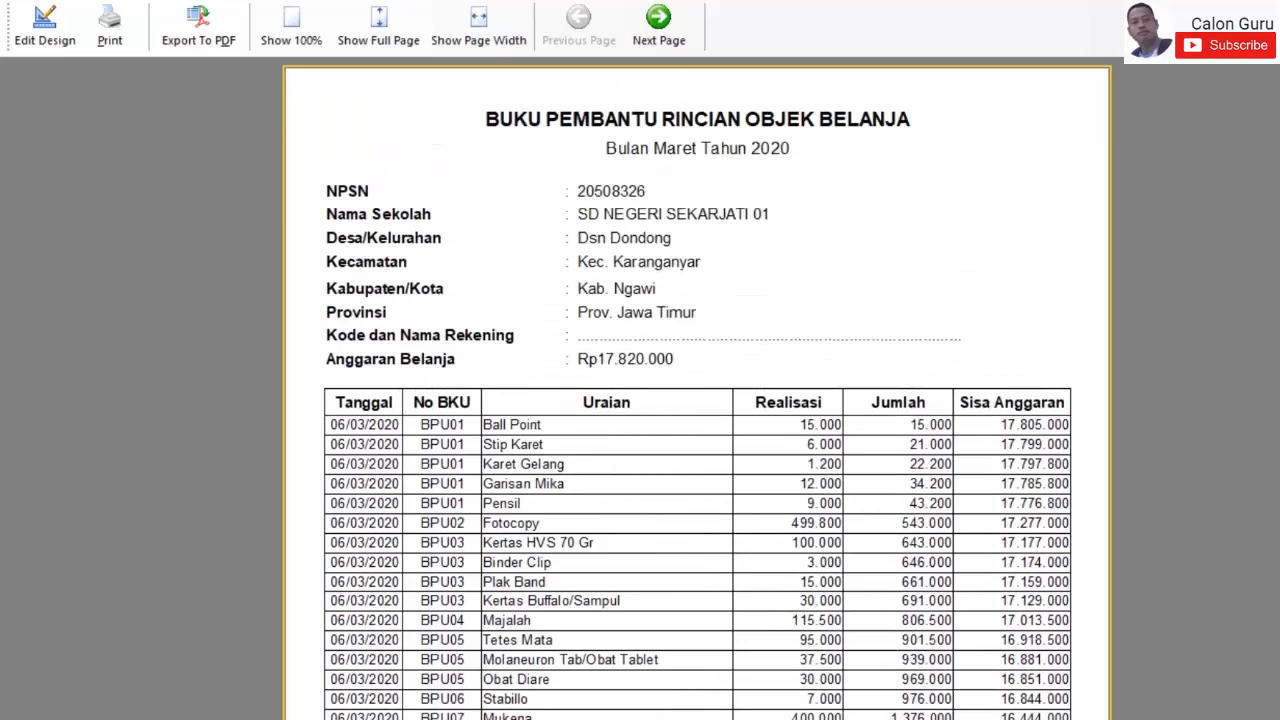 Edit Design Print Export To PDF Show 100% Show Full Page Show Page Width Previous Page Next Page
Calon Guru
Subscribe
BUKU PEMBANTU RINCIAN OBJEK BELANJA
Bulan Maret Tahun 2020
NPSN : 20508326
Nama Sekolah : SD NEGERI SEKARJATI 01
Desa/Kelurahan : Dsn Dondong
Kecamatan : Kec. Karanganyar
Kabupaten/Kota : Kab. Ngawi
Provinsi : Prov. Jawa Timur
Kode dan Nama Rekening : ................................................................................
Anggaran Belanja : Rp17.820.000
Tanggal No BKU Uraian Realisasi Jumlah Sisa Anggaran
06/03/2020 BPU01 Ball Point 15.000 15.000 17.805.000
06/03/2020 BPU01 Stip Karet 6.000 21.000 17.799.000
06/03/2020 BPU01 Karet Gelang 1.200 22.200 17.797.800
06/03/2020 BPU01 Garisan Mika 12.000 34.200 17.785.800
06/03/2020 BPU01 Pensil 9.000 43.200 17.776.800
06/03/2020 BPU02 Fotocopy 499.800 543.000 17.277.000
06/03/2020 BPU03 Kertas HVS 70 Gr 100.000 643.000 17.177.000
06/03/2020 BPU03 Binder Clip 3.000 646.000 17.174.000
06/03/2020 BPU03 Plak Band 15.000 661.000 17.159.000
06/03/2020 BPU03 Kertas Buffalo/Sampul 30.000 691.000 17.129.000
06/03/2020 BPU04 Majalah 115.500 806.500 17.013.500
06/03/2020 BPU05 Tetes Mata 95.000 901.500 16.918.500
06/03/2020 BPU05 Molaneuron Tab/Obat Tablet 37.500 939.000 16.881.000
06/03/2020 BPU05 Obat Diare 30.000 969.000 16.851.000
06/03/2020 BPU06 Stabillo 7.000 976.000 16.844.000
06/03/2020 BPU07 Mukena 400.000 1.376.000 16.444.000